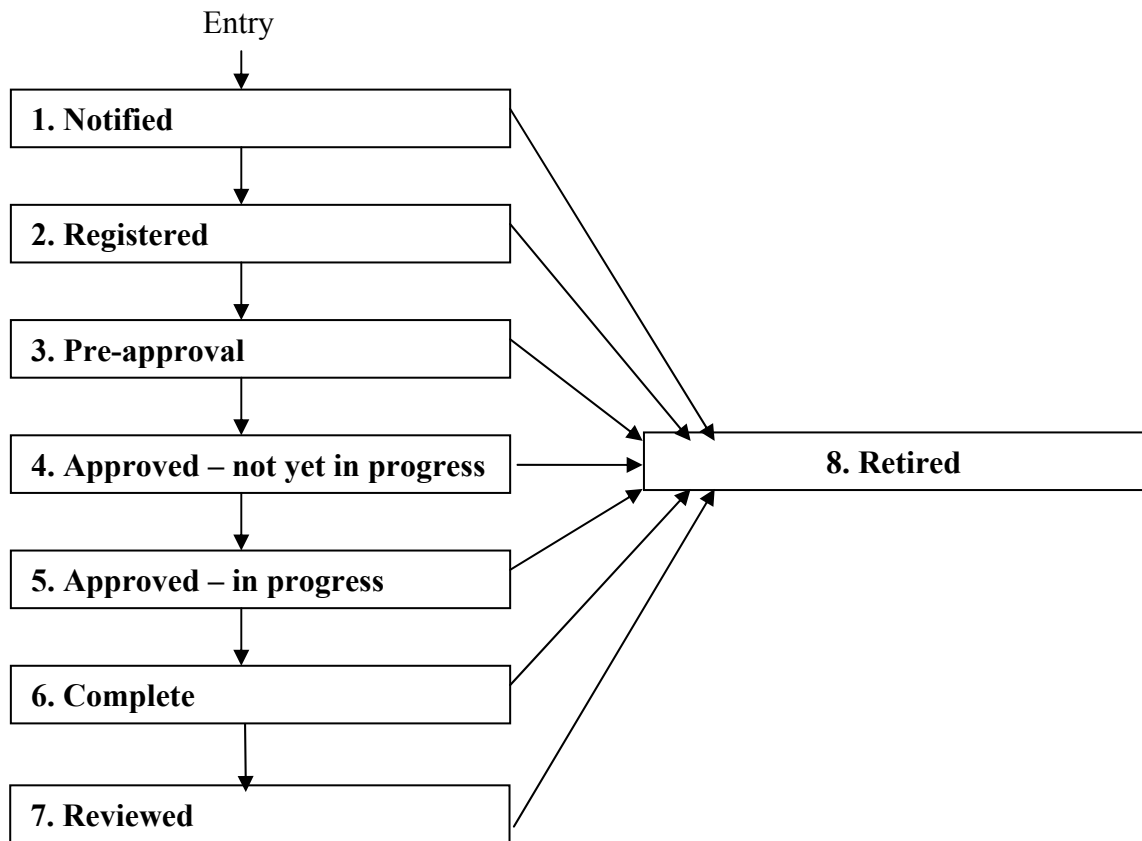 Entry
1. Notified
2. Registered
3. Pre-approval
4. Approved – not yet in progress
8. Retired
5. Approved – in progress
6. Complete
7. Reviewed